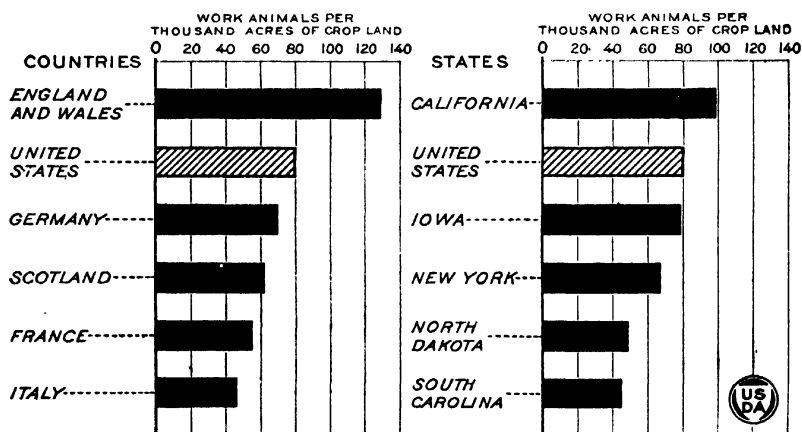 WORK ANIMALS PER
THOUSAND ACRES OF CROP LAND
0 20 40 60 80 100 120 140
COUNTRIES
ENGLAND
AND WALES
UNITED
STATES
GERMANY
SCOTLAND
FRANCE
ITALY
WORK ANIMALS PER
THOUSAND ACRES OF CROP LAND
0 20 40 60 80 100 120 140
STATES
CALIFORNIA
UNITED
STATES
IOWA
NEW YORK
NORTH
DAKOTA
SOUTH
CAROLINA
US
DA